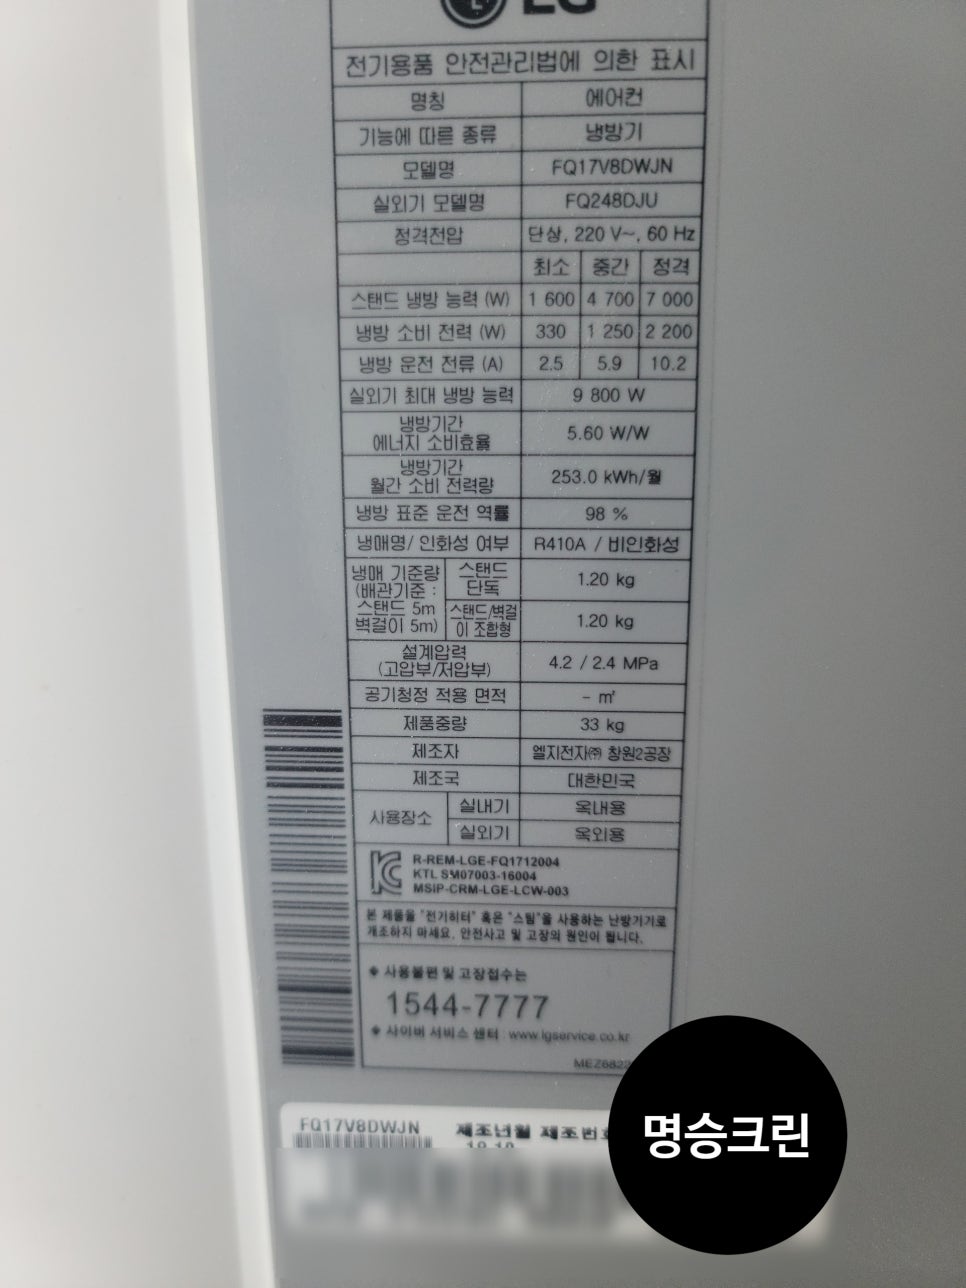 LG
전기용품 안전관리법에 의한 표시
명칭 에어컨
기능에 따른 종류 냉방기
모델명 FQ17V8DWJN
실외기 모델명 FQ248DJU
정격전압 단상, 220 V~, 60 Hz
최소 중간 정격
스탠드 냉방 능력 (W) 1 600 4 700 7 000
냉방 소비 전력 (W) 330 1 250 2 200
냉방 운전 전류 (A) 2.5 5.9 10.2
실외기 최대 냉방 능력 9 800 W
냉방기간
에너지 소비효율 5.60 W/W
냉방기간
월간 소비 전력량 253.0 kWh/월
냉방 표준 운전 역률 98 %
냉매명/ 인화성 여부 R410A / 비인화성
냉매 기준량
(배관기준 :
스탠드 5m
벽걸이 5m)
스탠드
단독 1.20 kg
스탠드/벽걸
이 조합형 1.20 kg
설계압력
(고압부/저압부) 4.2 / 2.4 MPa
공기청정 적용 면적 - ㎡
제품중량 33 kg
제조자 엘지전자㈜ 창원2공장
제조국 대한민국
사용장소 실내기 옥내용
실외기 옥외용
R-REM-LGE-FQ1712004
KTL SM07003-16004
MSIP-CRM-LGE-LCW-003
본 제품을 "전기히터" 혹은 "스팀"을 사용하는 난방기기로
개조하지 마세요. 안전사고 및 고장의 원인이 됩니다.
※ 사용불편 및 고장접수는
1544-7777
※ 사이버 서비스 센터 : www.lgservice.co.kr
FQ17V8DWJN 제조년월 제조번호
명승크린